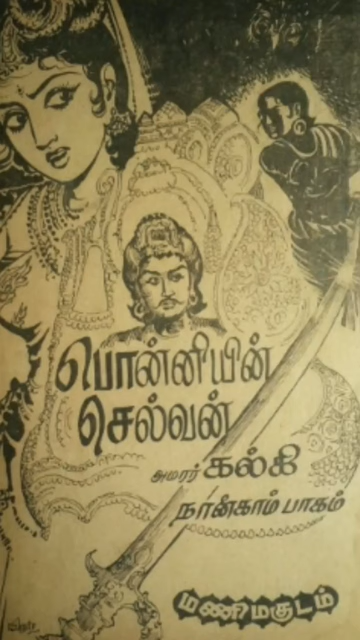 பொன்னியின்
செல்வன்
அமரர் கல்கி
நான்காம் பாகம்
மணிமகுடம்